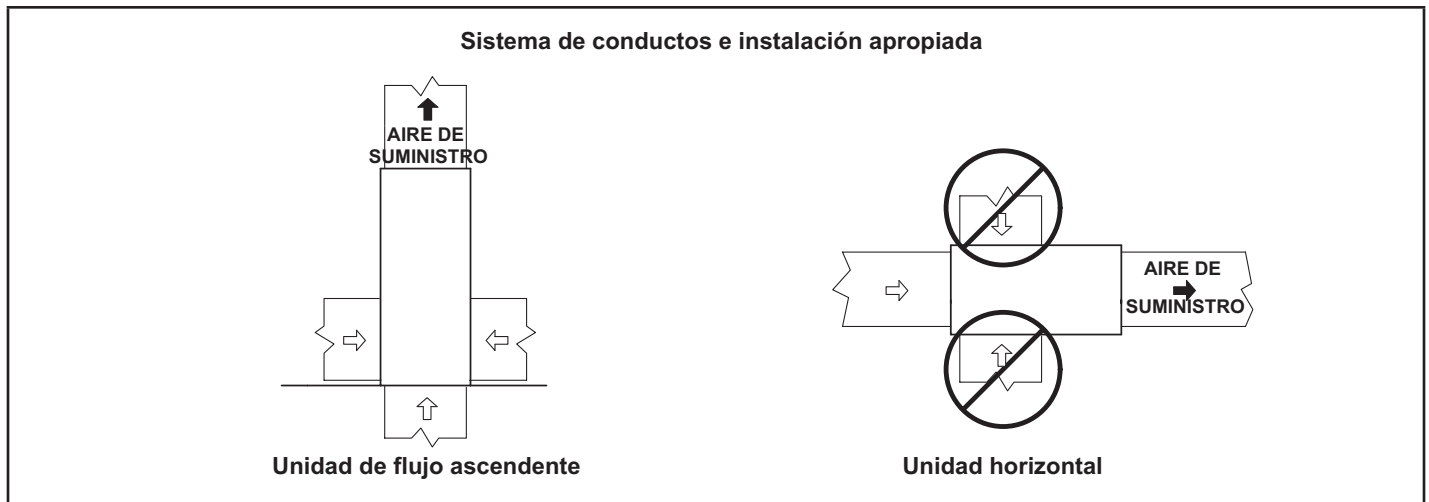 Sistema de conductos e instalación apropiada
AIRE DE
SUMINISTRO
AIRE DE
SUMINISTRO
Unidad de flujo ascendente
Unidad horizontal